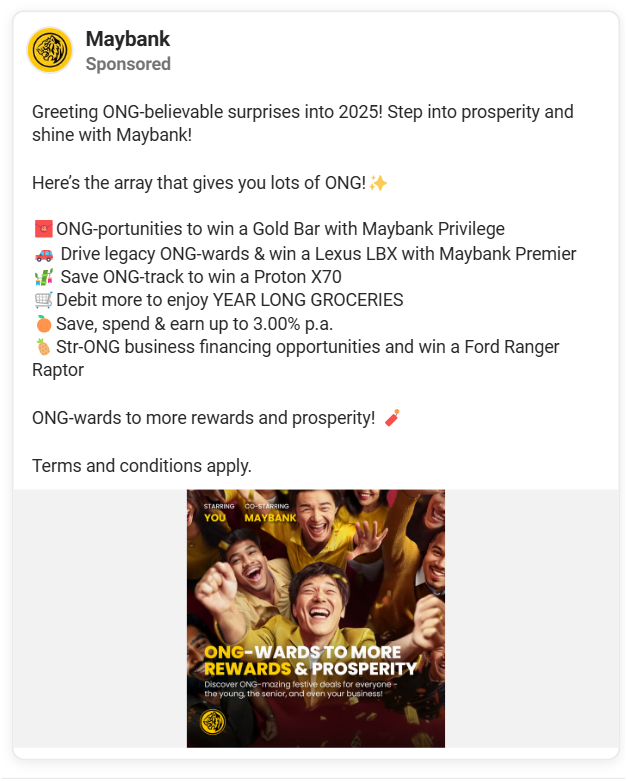 Maybank
Sponsored
Greeting ONG-believable surprises into 2025! Step into prosperity and
shine with Maybank!
Here’s the array that gives you lots of ONG!✨
🧧ONG-portunities to win a Gold Bar with Maybank Privilege
🚗 Drive legacy ONG-wards & win a Lexus LBX with Maybank Premier
💸 Save ONG-track to win a Proton X70
🛒Debit more to enjoy YEAR LONG GROCERIES
🍊Save, spend & earn up to 3.00% p.a.
🍍Str-ONG business financing opportunities and win a Ford Ranger
Raptor
ONG-wards to more rewards and prosperity! 🧨
Terms and conditions apply.
STARRING CO-STARRING
YOU MAYBANK
ONG-WARDS TO MORE
REWARDS & PROSPERITY
Discover ONG-mazing festive deals for everyone –
the young, the senior, and even your business!